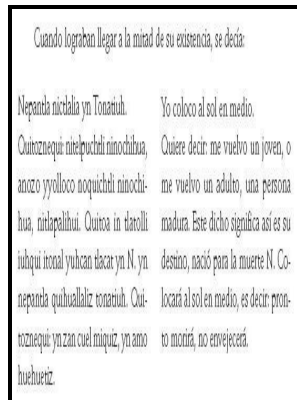 Cuando lograban llegar a la mitad de su existencia, se decía:
Nepantla nictlália yn Tonatiuh.
Quitoznequi: nitelpuchtli ninochihua,
anozo yyolloco noquichtli ninochi-
hua, nitlapalihui. Quitoa in tlatolli
iuhqui itonal yuhcan tlacat yn N. yn
nepantla quihuallaliz tonatiuh. Qui-
toznequi: yn zan cuel miquiz, yn amo
huehuetiz.
Yo coloco al sol en medio.
Quiere decir: me vuelvo un joven, o
me vuelvo un adulto, una persona
madura. Este dicho significa así es su
destino, nació para la muerte N. Co-
locará al sol en medio, es decir: pron-
to morirá, no envejecerá.